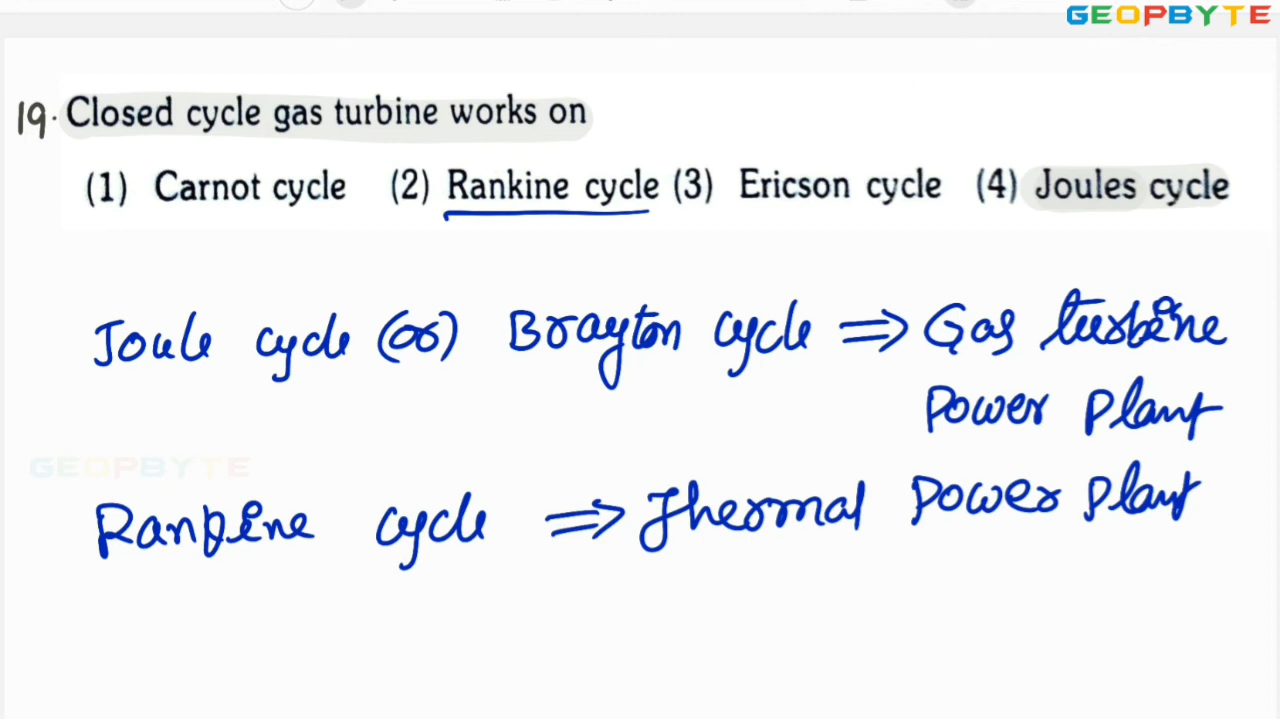 GEOPBYTE
19. Closed cycle gas turbine works on
(1) Carnot cycle (2) Rankine cycle (3) Ericson cycle (4) Joules cycle
Joule cycle (or) Brayton cycle ⇒ Gas turbine
Power Plant
GEOPBYTE
Rankine cycle ⇒ Thermal Power Plant